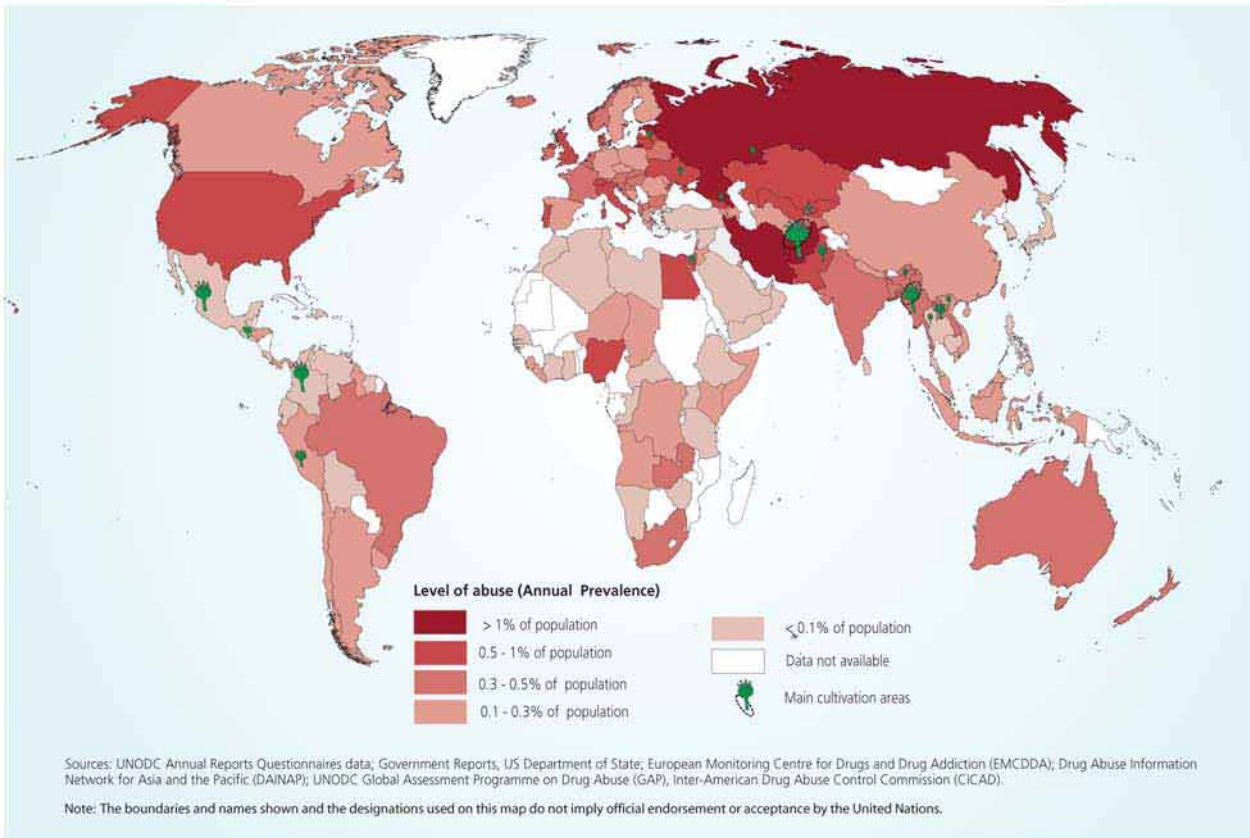 Level of abuse (Annual Prevalence)
> 1% of population
0.5 - 1% of population
0.3 - 0.5% of population
0.1 - 0.3% of population
≤ 0.1% of population
Data not available
Main cultivation areas
Sources: UNODC Annual Reports Questionnaires data; Government Reports, US Department of State; European Monitoring Centre for Drugs and Drug Addiction (EMCDDA); Drug Abuse Information
Network for Asia and the Pacific (DAINAP); UNODC Global Assessment Programme on Drug Abuse (GAP), Inter-American Drug Abuse Control Commission (CICAD).
Note: The boundaries and names shown and the designations used on this map do not imply official endorsement or acceptance by the United Nations.